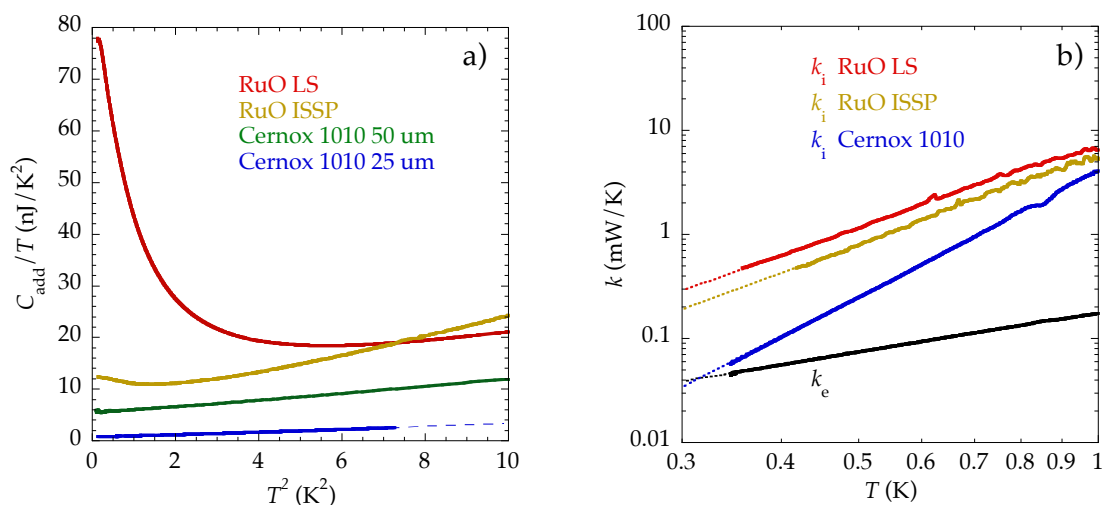 a)
RuO LS
RuO ISSP
Cernox 1010 50 um
Cernox 1010 25 um
C_add/T (nJ/K²)
80
70
60
50
40
30
20
10
0
0 2 4 6 8 10
T² (K²)
b)
k_i RuO LS
k_i RuO ISSP
k_i Cernox 1010
k_e
k (mW/K)
100
10
1
0.1
0.01
0.3 0.4 0.5 0.6 0.7 0.8 0.9 1
T (K)